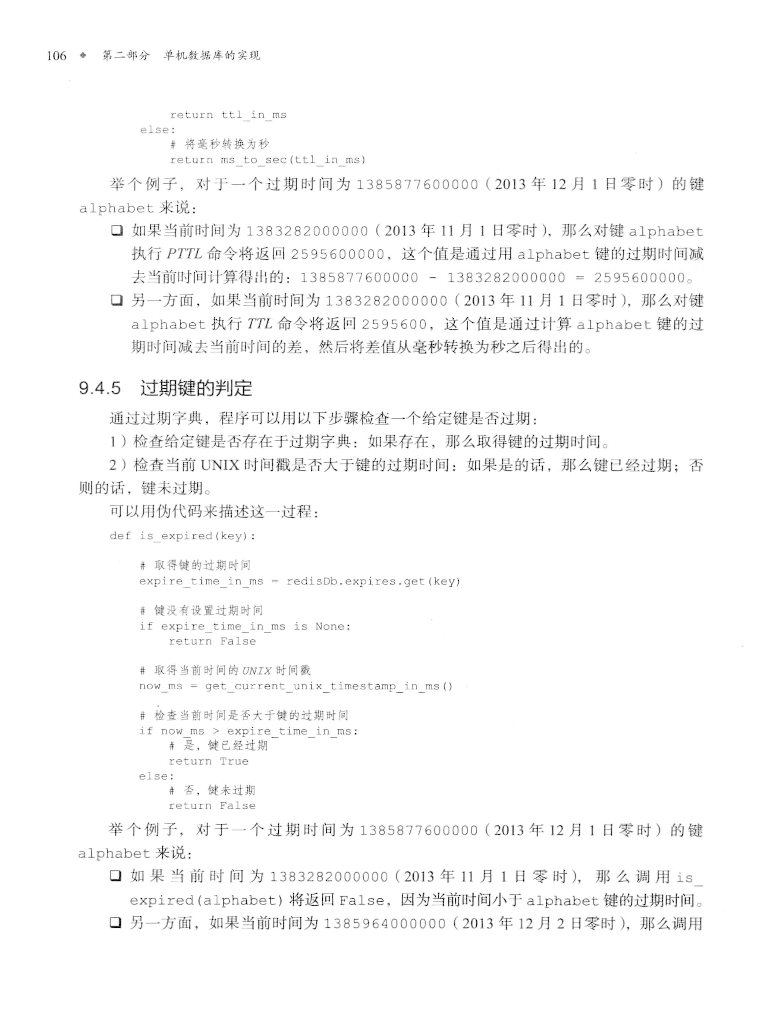 106 ◆ 第二部分 单机数据库的实现
return ttl_in_ms
else:
# 将毫秒转换为秒
return ms_to_sec(ttl_in_ms)
举个例子，对于一个过期时间为 1385877600000（2013 年 12 月 1 日零时）的键
alphabet 来说：
❑ 如果当前时间为 1383282000000（2013 年 11 月 1 日零时），那么对键 alphabet
执行 PTTL 命令将返回 2595600000，这个值是通过用 alphabet 键的过期时间减
去当前时间计算得出的：1385877600000 - 1383282000000 = 2595600000。
❑ 另一方面，如果当前时间为 1383282000000（2013 年 11 月 1 日零时），那么对键
alphabet 执行 TTL 命令将返回 2595600，这个值是通过计算 alphabet 键的过
期时间减去当前时间的差，然后将差值从毫秒转换为秒之后得出的。
9.4.5 过期键的判定
通过过期字典，程序可以用以下步骤检查一个给定键是否过期：
1）检查给定键是否存在于过期字典：如果存在，那么取得键的过期时间。
2）检查当前 UNIX 时间戳是否大于键的过期时间：如果是的话，那么键已经过期；否
则的话，键未过期。
可以用伪代码来描述这一过程：
def is_expired(key):
# 取得键的过期时间
expire_time_in_ms = redisDb.expires.get(key)
# 键没有设置过期时间
if expire_time_in_ms is None:
return False
# 取得当前时间的 UNIX 时间戳
now_ms = get_current_unix_timestamp_in_ms()
# 检查当前时间是否大于键的过期时间
if now_ms > expire_time_in_ms:
# 是，键已经过期
return True
else:
# 否，键未过期
return False
举个例子，对于一个过期时间为 1385877600000（2013 年 12 月 1 日零时）的键
alphabet 来说：
❑ 如果当前时间为 1383282000000（2013 年 11 月 1 日零时），那么调用 is_
expired(alphabet) 将返回 False，因为当前时间小于 alphabet 键的过期时间。
❑ 另一方面，如果当前时间为 1385964000000（2013 年 12 月 2 日零时），那么调用